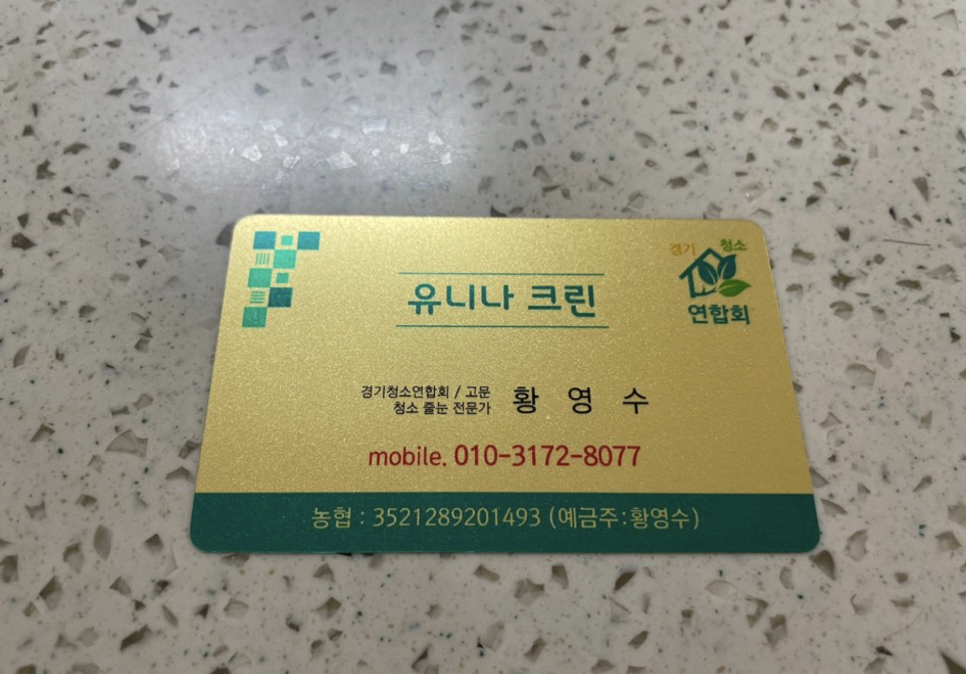 경기 청소
연합회
유니나 크린
경기청소연합회 / 고문
청소 줄눈 전문가
황 영 수
mobile. 010-3172-8077
농협 : 3521289201493 (예금주:황영수)